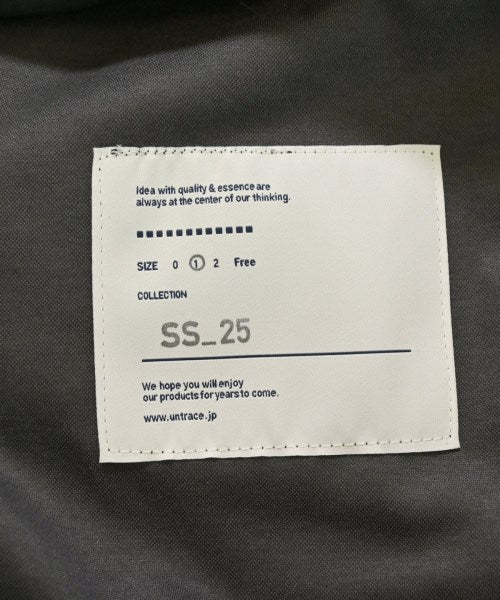 Idea with quality & essence are
always at the center of our thinking.
SIZE 0 1 2 Free
COLLECTION
SS_25
We hope you will enjoy
our products for years to come.
www.untrace.jp